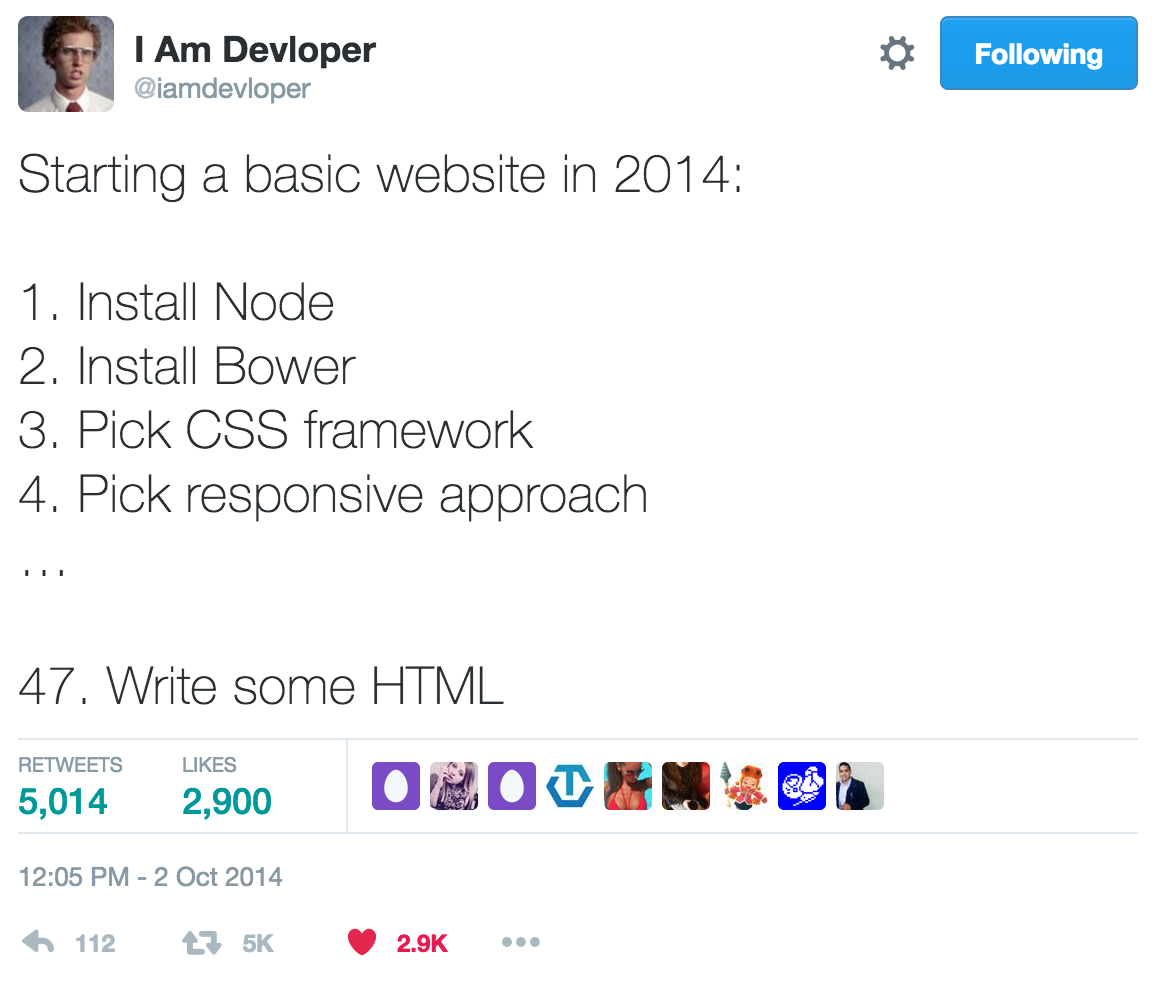 I Am Devloper
@iamdevloper
Following
Starting a basic website in 2014:
1. Install Node
2. Install Bower
3. Pick CSS framework
4. Pick responsive approach
...
47. Write some HTML
RETWEETS LIKES
5,014 2,900
12:05 PM - 2 Oct 2014
112 5K 2.9K